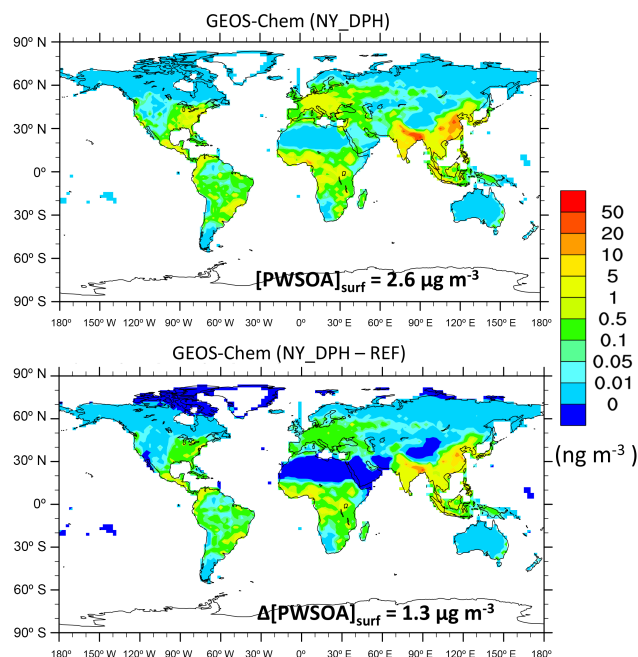 GEOS-Chem (NY_DPH)
90° N
60° N
30° N
0°
30° S
60° S
90° S
[PWSOA]surf = 2.6 µg m-3
180° 150° W 120° W 90° W 60° W 30° W 0° 30° E 60° E 90° E 120° E 150° E 180°
50
20
10
5
1
0.5
0.1
0.05
0.01
0
(ng m-3 )
GEOS-Chem (NY_DPH – REF)
90° N
60° N
30° N
0°
30° S
60° S
90° S
Δ[PWSOA]surf = 1.3 µg m-3
180° 150° W 120° W 90° W 60° W 30° W 0° 30° E 60° E 90° E 120° E 150° E 180°